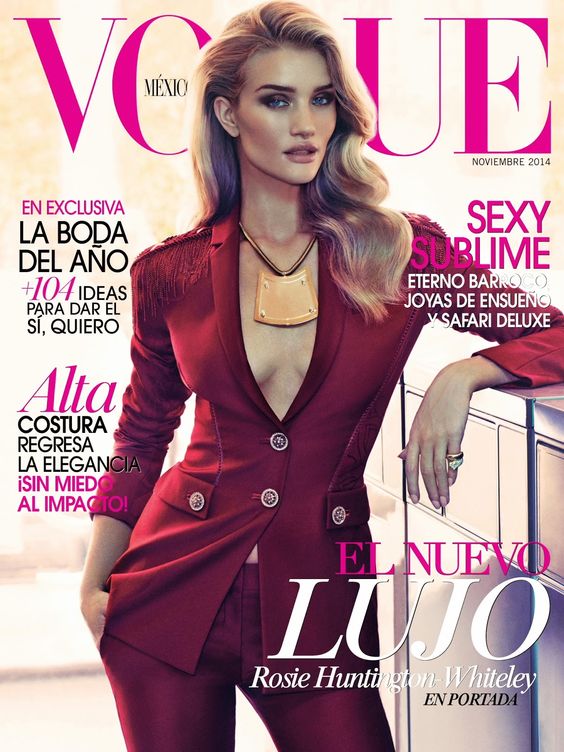 VOGUE
MÉXICO
NOVIEMBRE 2014
EN EXCLUSIVA
LA BODA
DEL AÑO
+104 IDEAS
PARA DAR EL
SÍ, QUIERO
SEXY
SUBLIME
ETERNO BARROCO,
JOYAS DE ENSUEÑO
Y SAFARI DELUXE
Alta
COSTURA
REGRESA
LA ELEGANCIA
¡SIN MIEDO
AL IMPACTO!
EL NUEVO
LUJO
Rosie Huntington-Whiteley
EN PORTADA